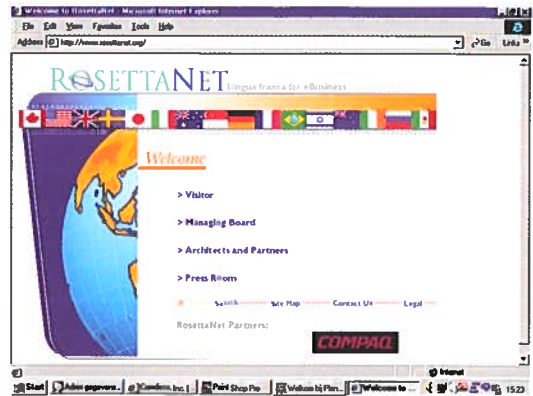 Welcome to RosettaNet - Microsoft Internet Explorer
File Edit View Favorites Tools Help
Address http://www.rosettanet.org/ Go Links »
ROSETTANET Lingua franca for eBusiness
Welcome
> Visitor
> Managing Board
> Architects and Partners
> Press Room
Search Site Map Contact Us Legal
RosettaNet Partners:
COMPAQ
Internet
Start Paint Shop Pro Welkom bij Welcome to ... 15:23